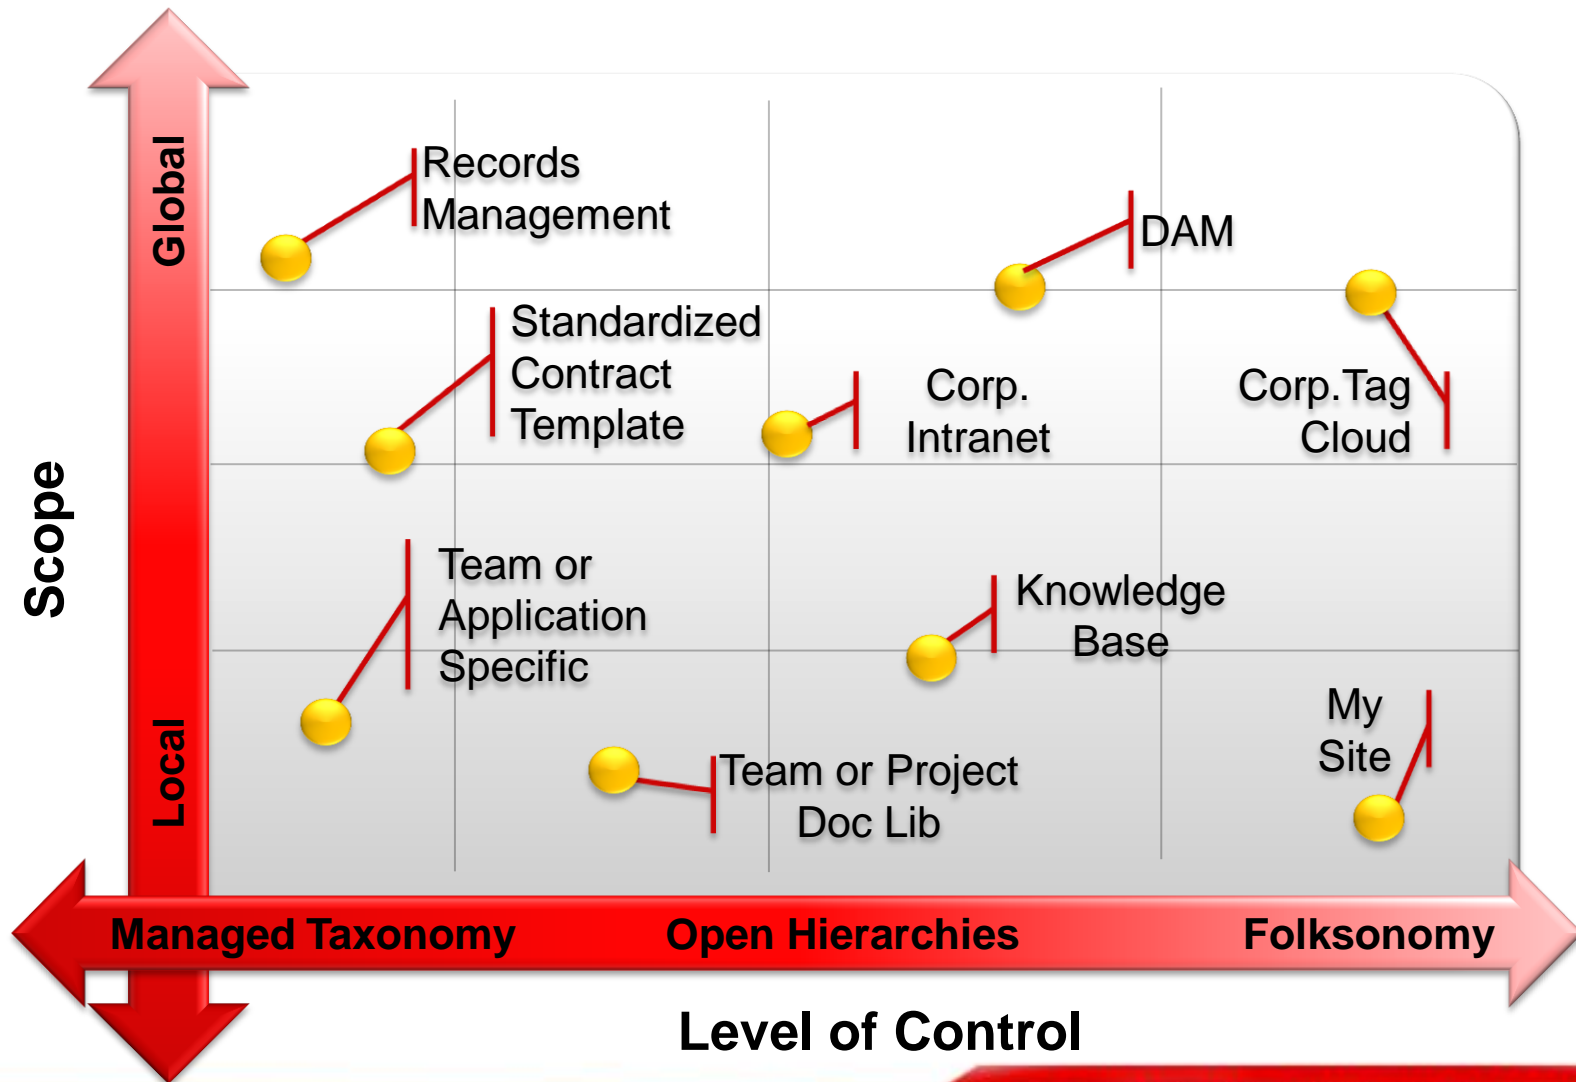 Global
Records
Management
DAM
Standardized
Contract
Template
Corp.
Intranet
Corp.Tag
Cloud
Scope
Team or
Application
Specific
Knowledge
Base
My
Site
Local
Team or Project
Doc Lib
Managed Taxonomy
Open Hierarchies
Folksonomy
Level of Control